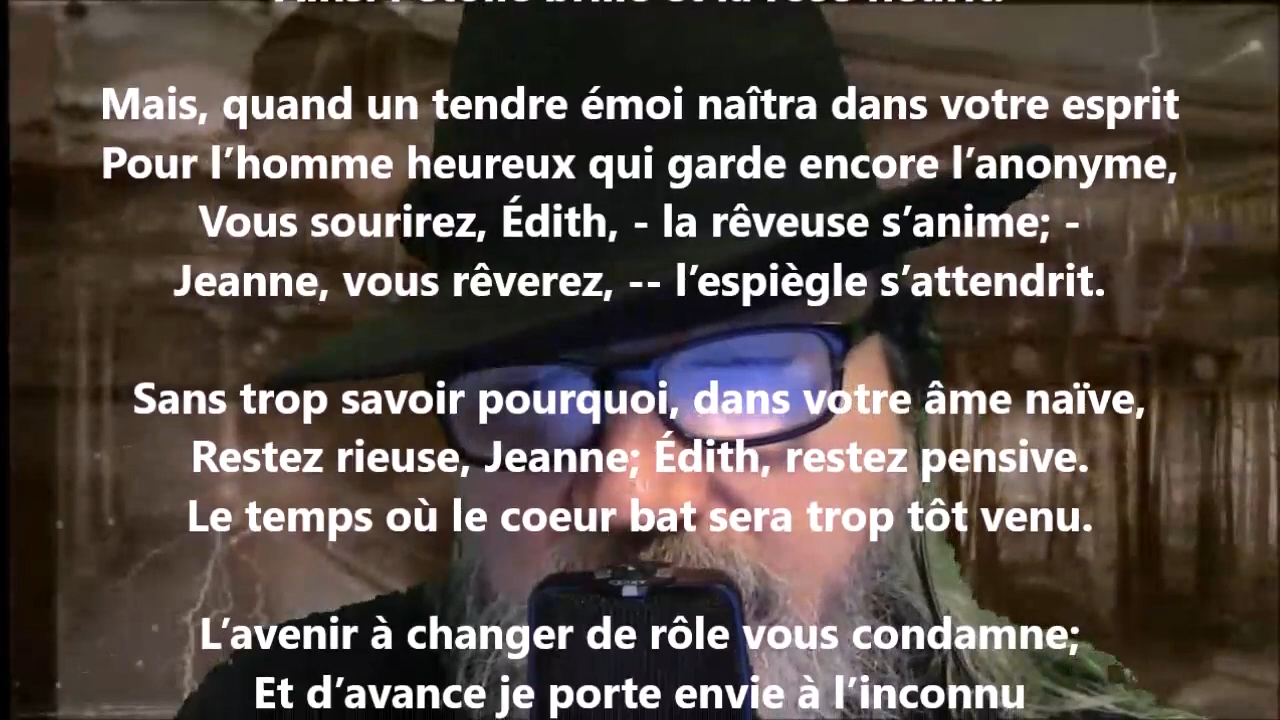 Mais, quand un tendre émoi naîtra dans votre esprit
Pour l’homme heureux qui garde encore l’anonyme,
Vous sourirez, Édith, - la rêveuse s’anime; -
Jeanne, vous rêverez, -- l’espiègle s’attendrit.
Sans trop savoir pourquoi, dans votre âme naïve,
Restez rieuse, Jeanne; Édith, restez pensive.
Le temps où le coeur bat sera trop tôt venu.
L’avenir à changer de rôle vous condamne;
Et d’avance je porte envie à l’inconnu